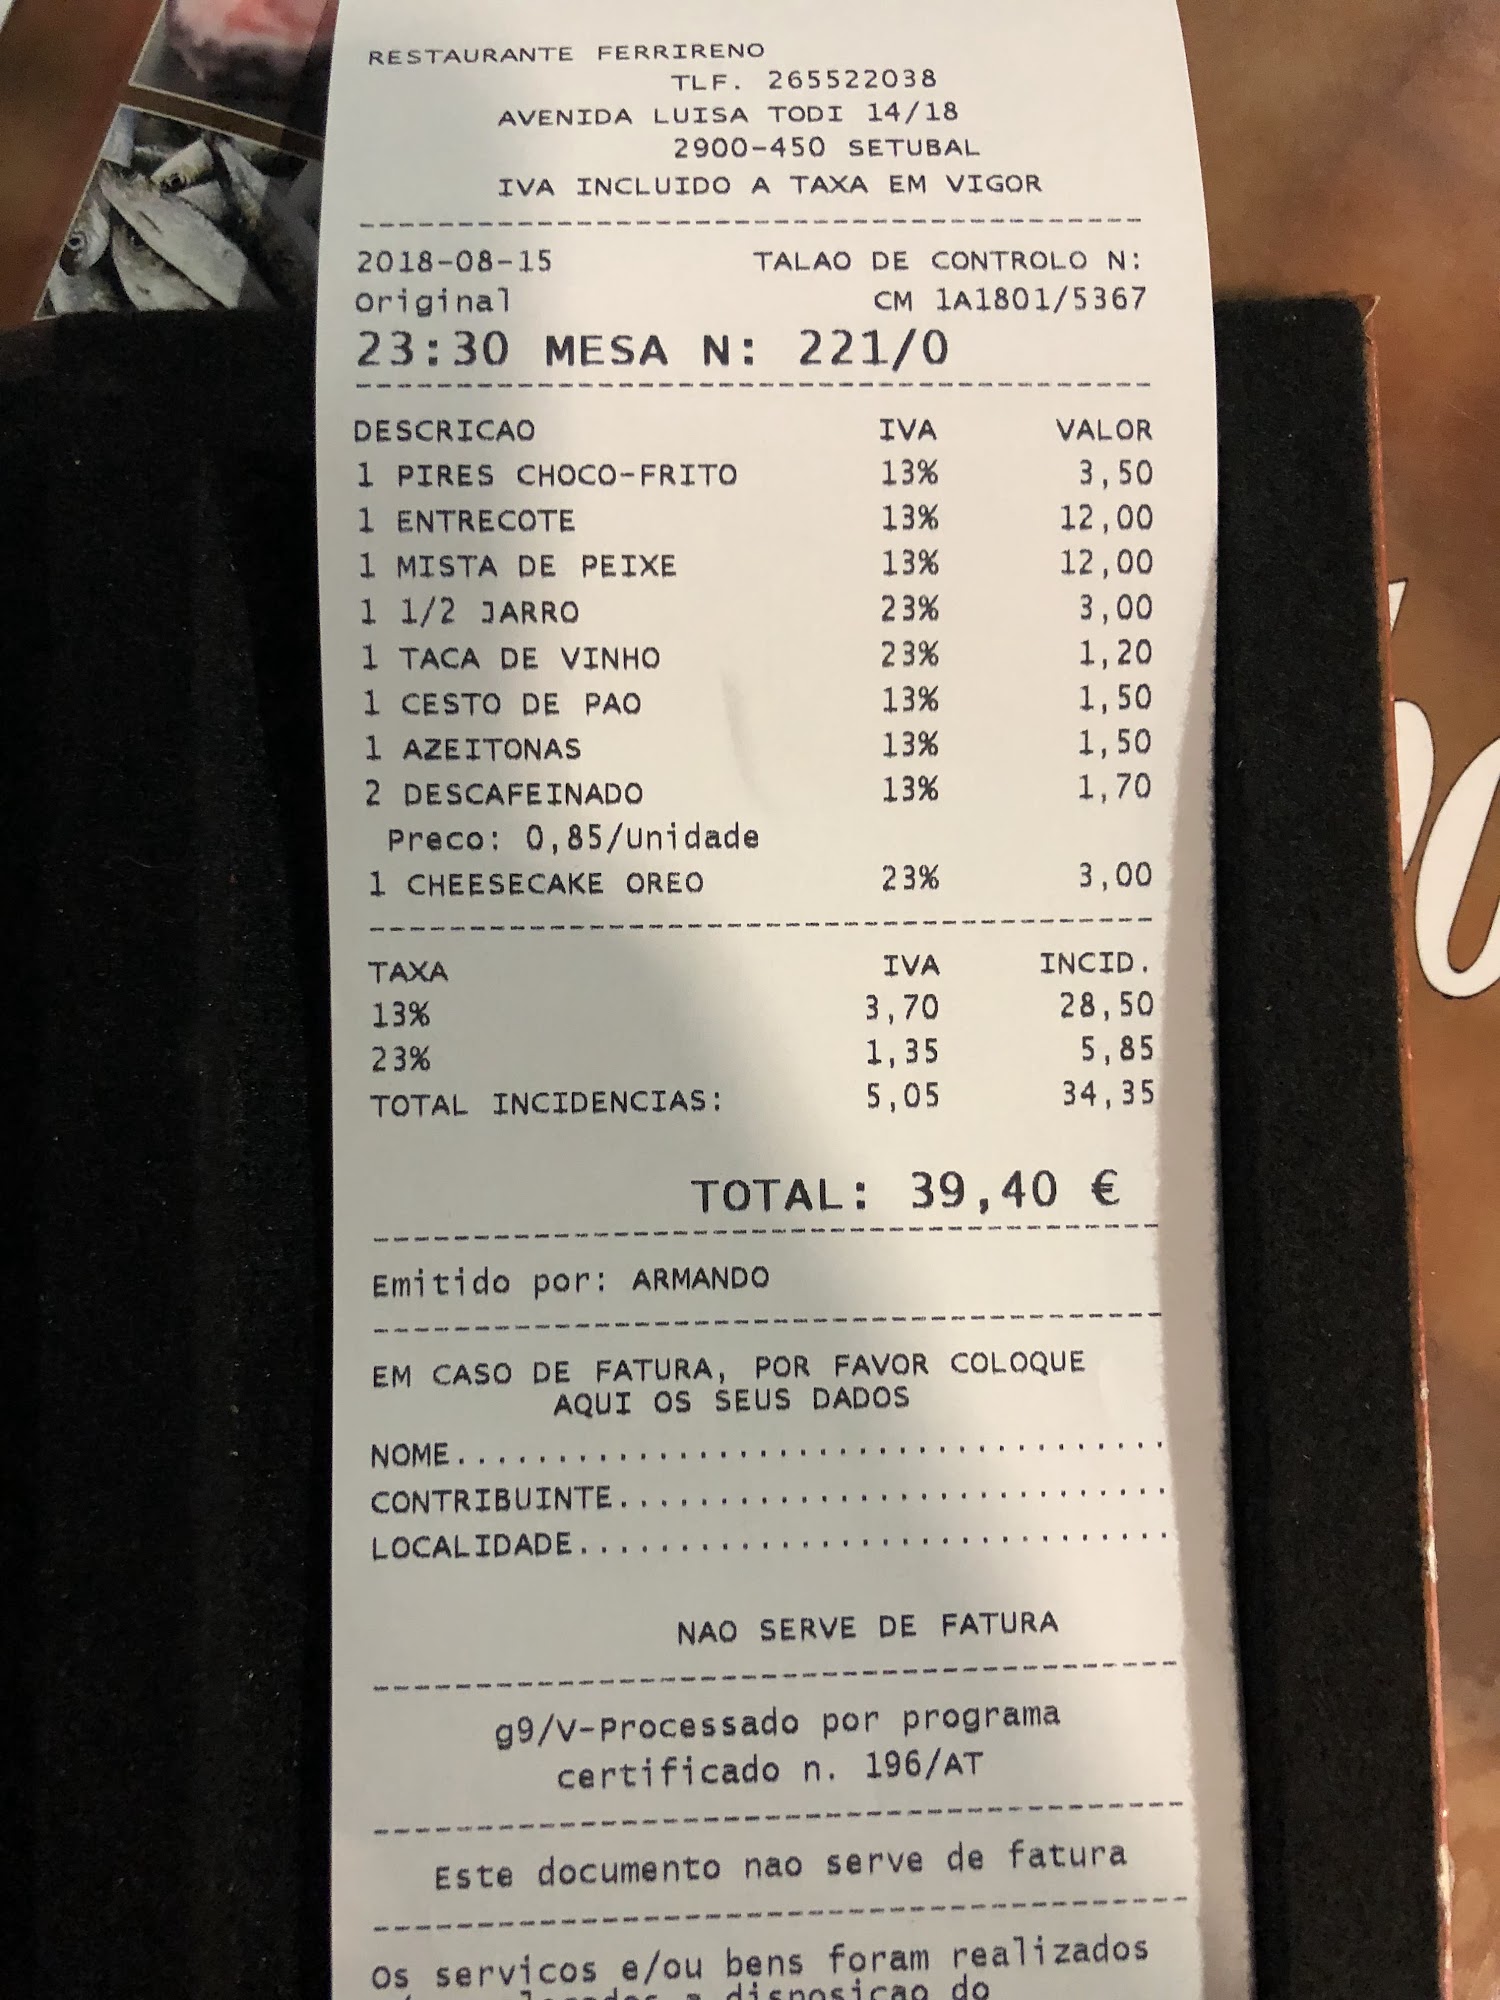 RESTAURANTE FERRIRENO
TLF. 265522038
AVENIDA LUISA TODI 14/18
2900-450 SETUBAL
IVA INCLUIDO A TAXA EM VIGOR
2018-08-15 TALAO DE CONTROLO N:
Original CM 1A1801/5367
23:30 MESA N: 221/0
DESCRICAO IVA VALOR
1 PIRES CHOCO-FRITO 13% 3,50
1 ENTRECOTE 13% 12,00
1 MISTA DE PEIXE 13% 12,00
1 1/2 JARRO 23% 3,00
1 TACA DE VINHO 23% 1,20
1 CESTO DE PAO 13% 1,50
1 AZEITONAS 13% 1,50
2 DESCAFEINADO 13% 1,70
Preco: 0,85/Unidade
1 CHEESECAKE OREO 23% 3,00
TAXA IVA INCID.
13% 3,70 28,50
23% 1,35 5,85
TOTAL INCIDENCIAS: 5,05 34,35
TOTAL: 39,40 €
Emitido por: ARMANDO
EM CASO DE FATURA, POR FAVOR COLOQUE
AQUI OS SEUS DADOS
NOME...................................
CONTRIBUINTE...........................
LOCALIDADE.............................
NAO SERVE DE FATURA
g9/V-Processado por programa
certificado n. 196/AT
Este documento nao serve de fatura
Os servicos e/ou bens foram realizados
a disposicao do